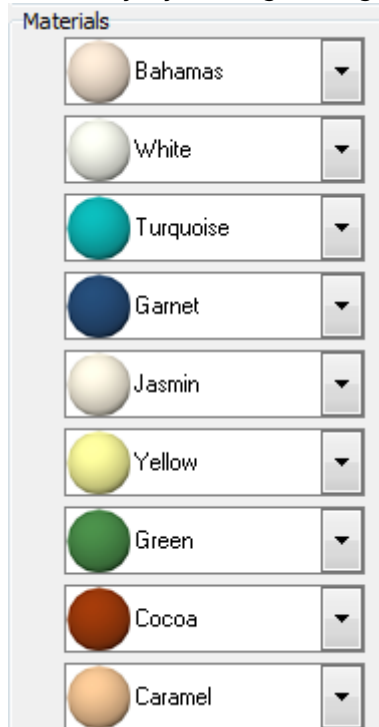 Materials
Bahamas
White
Turquoise
Garnet
Jasmin
Yellow
Green
Cocoa
Caramel